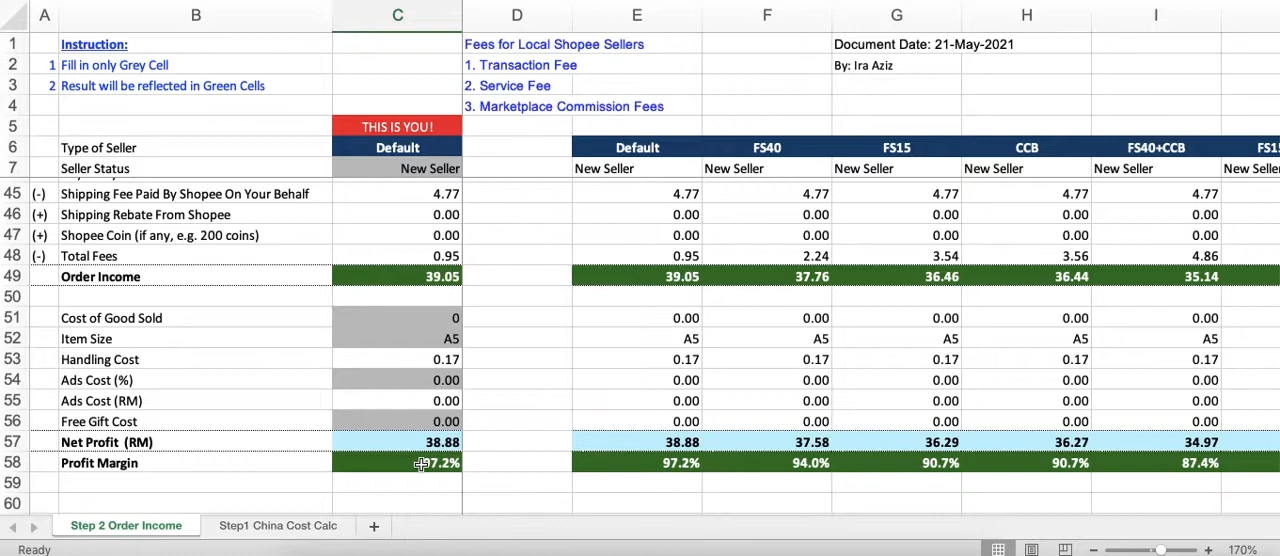 A B C D E F G H I
1 Instruction: Fees for Local Shopee Sellers Document Date: 21-May-2021
2 1 Fill in only Grey Cell 1. Transaction Fee By: Ira Aziz
3 2 Result will be reflected in Green Cells 2. Service Fee
4 3. Marketplace Commission Fees
5 THIS IS YOU!
6 Type of Seller Default Default FS40 FS15 CCB FS40+CCB FS15
7 Seller Status New Seller New Seller New Seller New Seller New Seller New Seller New Selle
45 (-) Shipping Fee Paid By Shopee On Your Behalf 4.77 4.77 4.77 4.77 4.77 4.77
46 (+) Shipping Rebate From Shopee 0.00 0.00 0.00 0.00 0.00 0.00
47 (+) Shopee Coin (if any, e.g. 200 coins) 0.00 0.00 0.00 0.00 0.00 0.00
48 (-) Total Fees 0.95 0.95 2.24 3.54 3.56 4.86
49 Order Income 39.05 39.05 37.76 36.46 36.44 35.14
50
51 Cost of Good Sold 0 0.00 0.00 0.00 0.00 0.00
52 Item Size A5 A5 A5 A5 A5 A5
53 Handling Cost 0.17 0.17 0.17 0.17 0.17 0.17
54 Ads Cost (%) 0.00 0.00 0.00 0.00 0.00 0.00
55 Ads Cost (RM) 0.00 0.00 0.00 0.00 0.00 0.00
56 Free Gift Cost 0.00 0.00 0.00 0.00 0.00 0.00
57 Net Profit (RM) 38.88 38.88 37.58 36.29 36.27 34.97
58 Profit Margin 97.2% 97.2% 94.0% 90.7% 90.7% 87.4%
59
60
Step 2 Order Income Step1 China Cost Calc +
Ready − + 170%